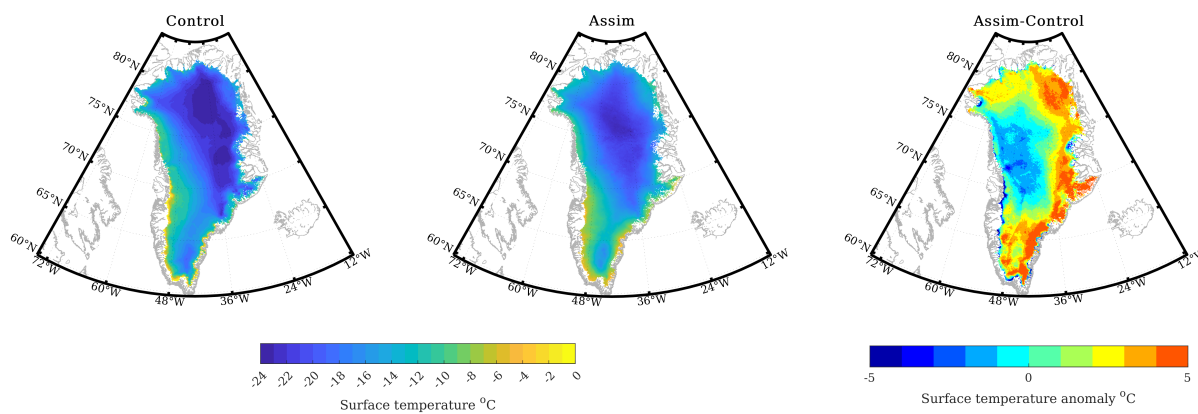 Control
Assim
Assim-Control
80°N
75°N
70°N
65°N
60°N
72°W
60°W
48°W
36°W
24°W
12°W
80°N
75°N
70°N
65°N
60°N
72°W
60°W
48°W
36°W
24°W
12°W
80°N
75°N
70°N
65°N
60°N
72°W
60°W
48°W
36°W
24°W
12°W
-24 -22 -20 -18 -16 -14 -12 -10 -8 -6 -4 -2 0
Surface temperature °C
-5 0 5
Surface temperature anomaly °C